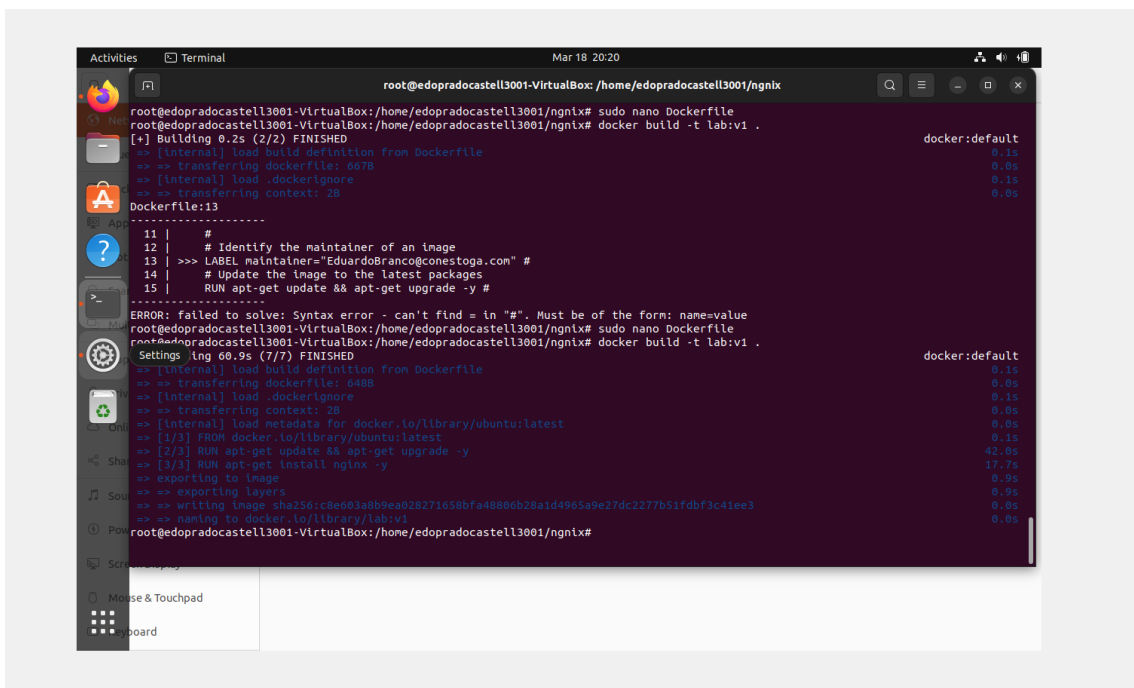 Activities
Terminal
Mar 18 20:20
root@edopradocastell3001-VirtualBox: /home/edopradocastell3001/ngnix
root@edopradocastell3001-VirtualBox:/home/edopradocastell3001/ngnix# sudo nano Dockerfile
root@edopradocastell3001-VirtualBox:/home/edopradocastell3001/ngnix# docker build -t lab:v1 .
[+] Building 0.2s (2/2) FINISHED docker:default
=> [internal] load build definition from Dockerfile 0.1s
=> => transferring dockerfile: 667B 0.0s
=> [internal] load .dockerignore 0.1s
=> => transferring context: 2B 0.0s
Dockerfile:13
--------------------
11 | #
12 | # Identify the maintainer of an image
13 | >>> LABEL maintainer="EduardoBranco@conestoga.com" #
14 | # Update the image to the latest packages
15 | RUN apt-get update && apt-get upgrade -y #
--------------------
ERROR: failed to solve: Syntax error - can't find = in "#". Must be of the form: name=value
root@edopradocastell3001-VirtualBox:/home/edopradocastell3001/ngnix# sudo nano Dockerfile
root@edopradocastell3001-VirtualBox:/home/edopradocastell3001/ngnix# docker build -t lab:v1 .
Settings
ing 60.9s (7/7) FINISHED docker:default
=> [internal] load build definition from Dockerfile 0.1s
=> => transferring dockerfile: 648B 0.0s
=> [internal] load .dockerignore 0.1s
=> => transferring context: 2B 0.0s
=> [internal] load metadata for docker.io/library/ubuntu:latest 0.0s
=> [1/3] FROM docker.io/library/ubuntu:latest 0.1s
=> [2/3] RUN apt-get update && apt-get upgrade -y 42.0s
=> [3/3] RUN apt-get install nginx -y 17.7s
=> exporting to image 0.9s
=> => exporting layers 0.9s
=> => writing image sha256:c8e603a8b9ea028271658bfa48806b28a1d4965a9e27dc2277b51fdbf3c41ee3 0.0s
=> => naming to docker.io/library/lab:v1 0.0s
root@edopradocastell3001-VirtualBox:/home/edopradocastell3001/ngnix#
Mouse & Touchpad